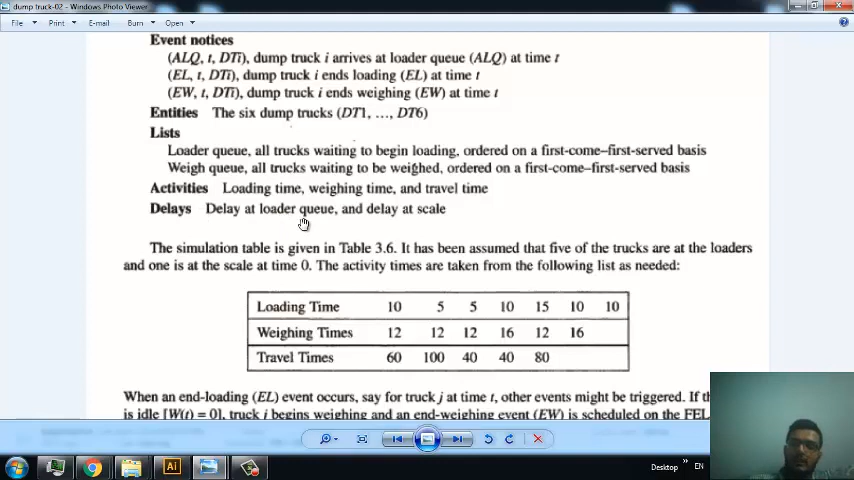 dump truck-02 - Windows Photo Viewer
File Print E-mail Burn Open
Event notices
(ALQ, t, DTi), dump truck i arrives at loader queue (ALQ) at time t
(EL, t, DTi), dump truck i ends loading (EL) at time t
(EW, t, DTi), dump truck i ends weighing (EW) at time t
Entities The six dump trucks (DT1, ..., DT6)
Lists
Loader queue, all trucks waiting to begin loading, ordered on a first-come–first-served basis
Weigh queue, all trucks waiting to be weighed, ordered on a first-come–first-served basis
Activities Loading time, weighing time, and travel time
Delays Delay at loader queue, and delay at scale
The simulation table is given in Table 3.6. It has been assumed that five of the trucks are at the loaders
and one is at the scale at time 0. The activity times are taken from the following list as needed:
Loading Time 10 5 5 10 15 10 10
Weighing Times 12 12 12 16 12 16
Travel Times 60 100 40 40 80
When an end-loading (EL) event occurs, say for truck j at time t, other events might be triggered. If th
is idle [W(t) = 0], truck j begins weighing and an end-weighing event (EW) is scheduled on the FEL
Ai Desktop » EN